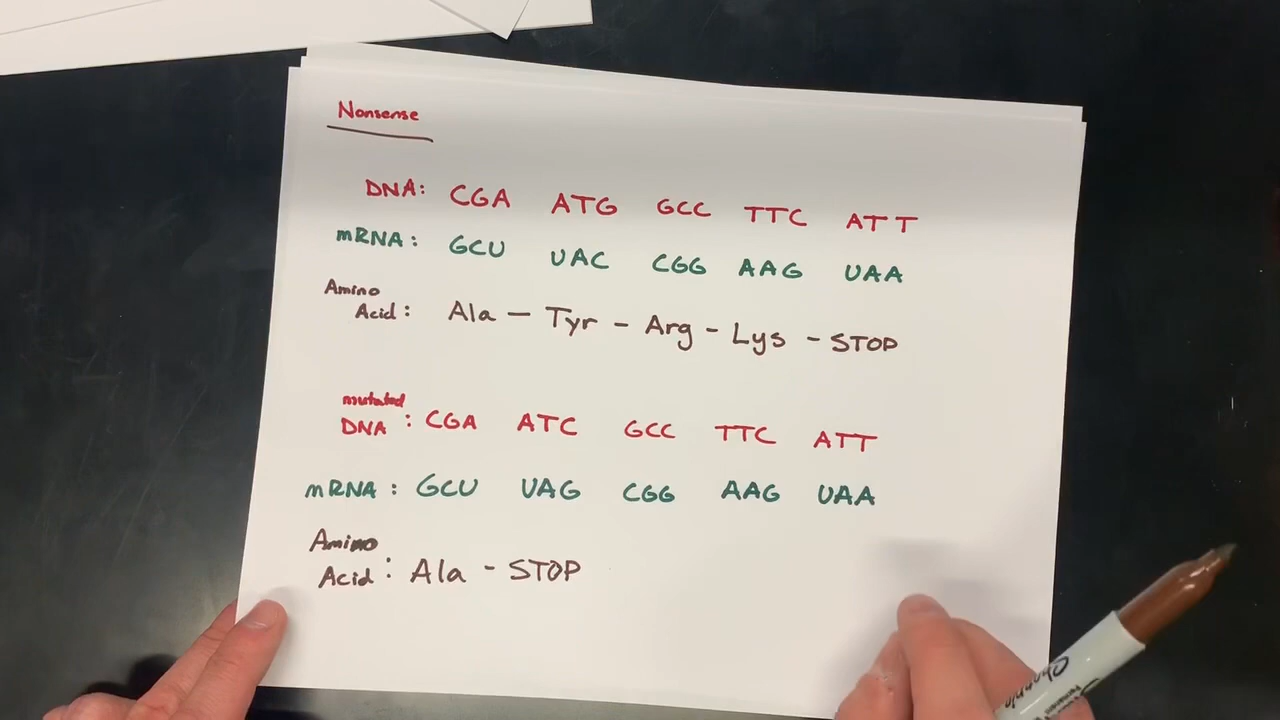 Nonsense
DNA: CGA ATG GCC TTC ATT
mRNA: GCU UAC CGG AAG UAA
Amino
Acid: Ala - Tyr - Arg - Lys - STOP
mutated
DNA : CGA ATC GCC TTC ATT
mRNA : GCU UAG CGG AAG UAA
Amino
Acid : Ala - STOP